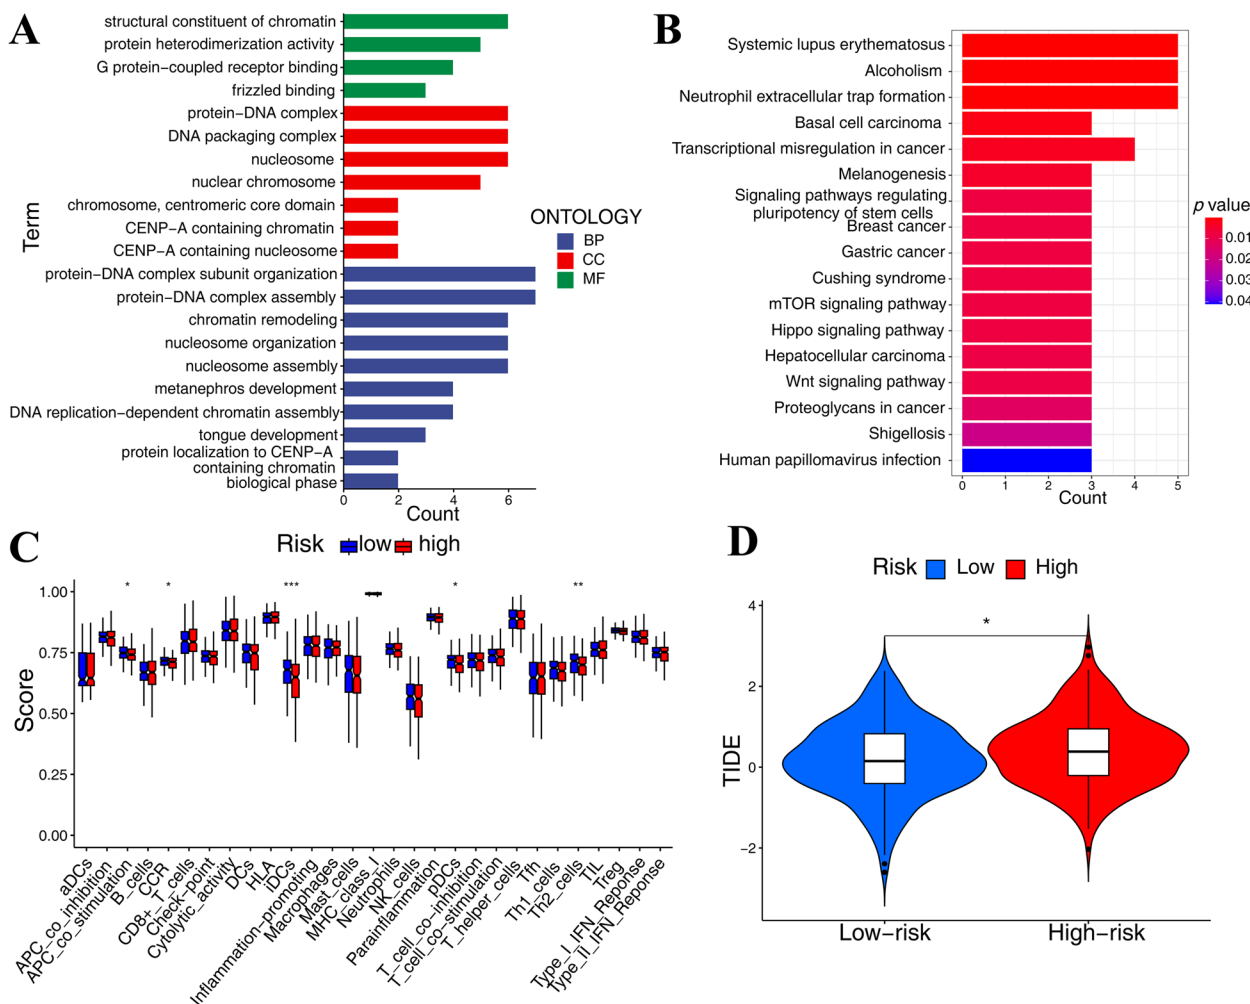 A
structural constituent of chromatin
protein heterodimerization activity
G protein−coupled receptor binding
frizzled binding
protein−DNA complex
DNA packaging complex
nucleosome
nuclear chromosome
chromosome, centromeric core domain
CENP−A containing chromatin
CENP−A containing nucleosome
protein−DNA complex subunit organization
protein−DNA complex assembly
chromatin remodeling
nucleosome organization
nucleosome assembly
metanephros development
DNA replication−dependent chromatin assembly
tongue development
protein localization to CENP−A
containing chromatin
biological phase
Term
0 2 4 6
Count
ONTOLOGY
BP
CC
MF
B
Systemic lupus erythematosus
Alcoholism
Neutrophil extracellular trap formation
Basal cell carcinoma
Transcriptional misregulation in cancer
Melanogenesis
Signaling pathways regulating
pluripotency of stem cells
Breast cancer
Gastric cancer
Cushing syndrome
mTOR signaling pathway
Hippo signaling pathway
Hepatocellular carcinoma
Wnt signaling pathway
Proteoglycans in cancer
Shigellosis
Human papillomavirus infection
0 1 2 3 4 5
Count
p value
0.01
0.02
0.03
0.04
C
Risk low high
* * *** * **
1.00
0.75
0.50
0.25
0.00
Score
aDCs
APC_co_inhibition
APC_co_stimulation
B_cells
CCR
CD8+_T_cells
Check−point
Cytolytic_activity
DCs
HLA
iDCs
Inflammation−promoting
Macrophages
Mast_cells
MHC_class_I
Neutrophils
NK_cells
Parainflammation
pDCs
T_cell_co−inhibition
T_cell_co−stimulation
T_helper_cells
Tfh
Th1_cells
Th2_cells
TIL
Treg
Type_I_IFN_Reponse
Type_II_IFN_Reponse
D
Risk Low High
*
4
2
0
−2
TIDE
Low−risk High−risk